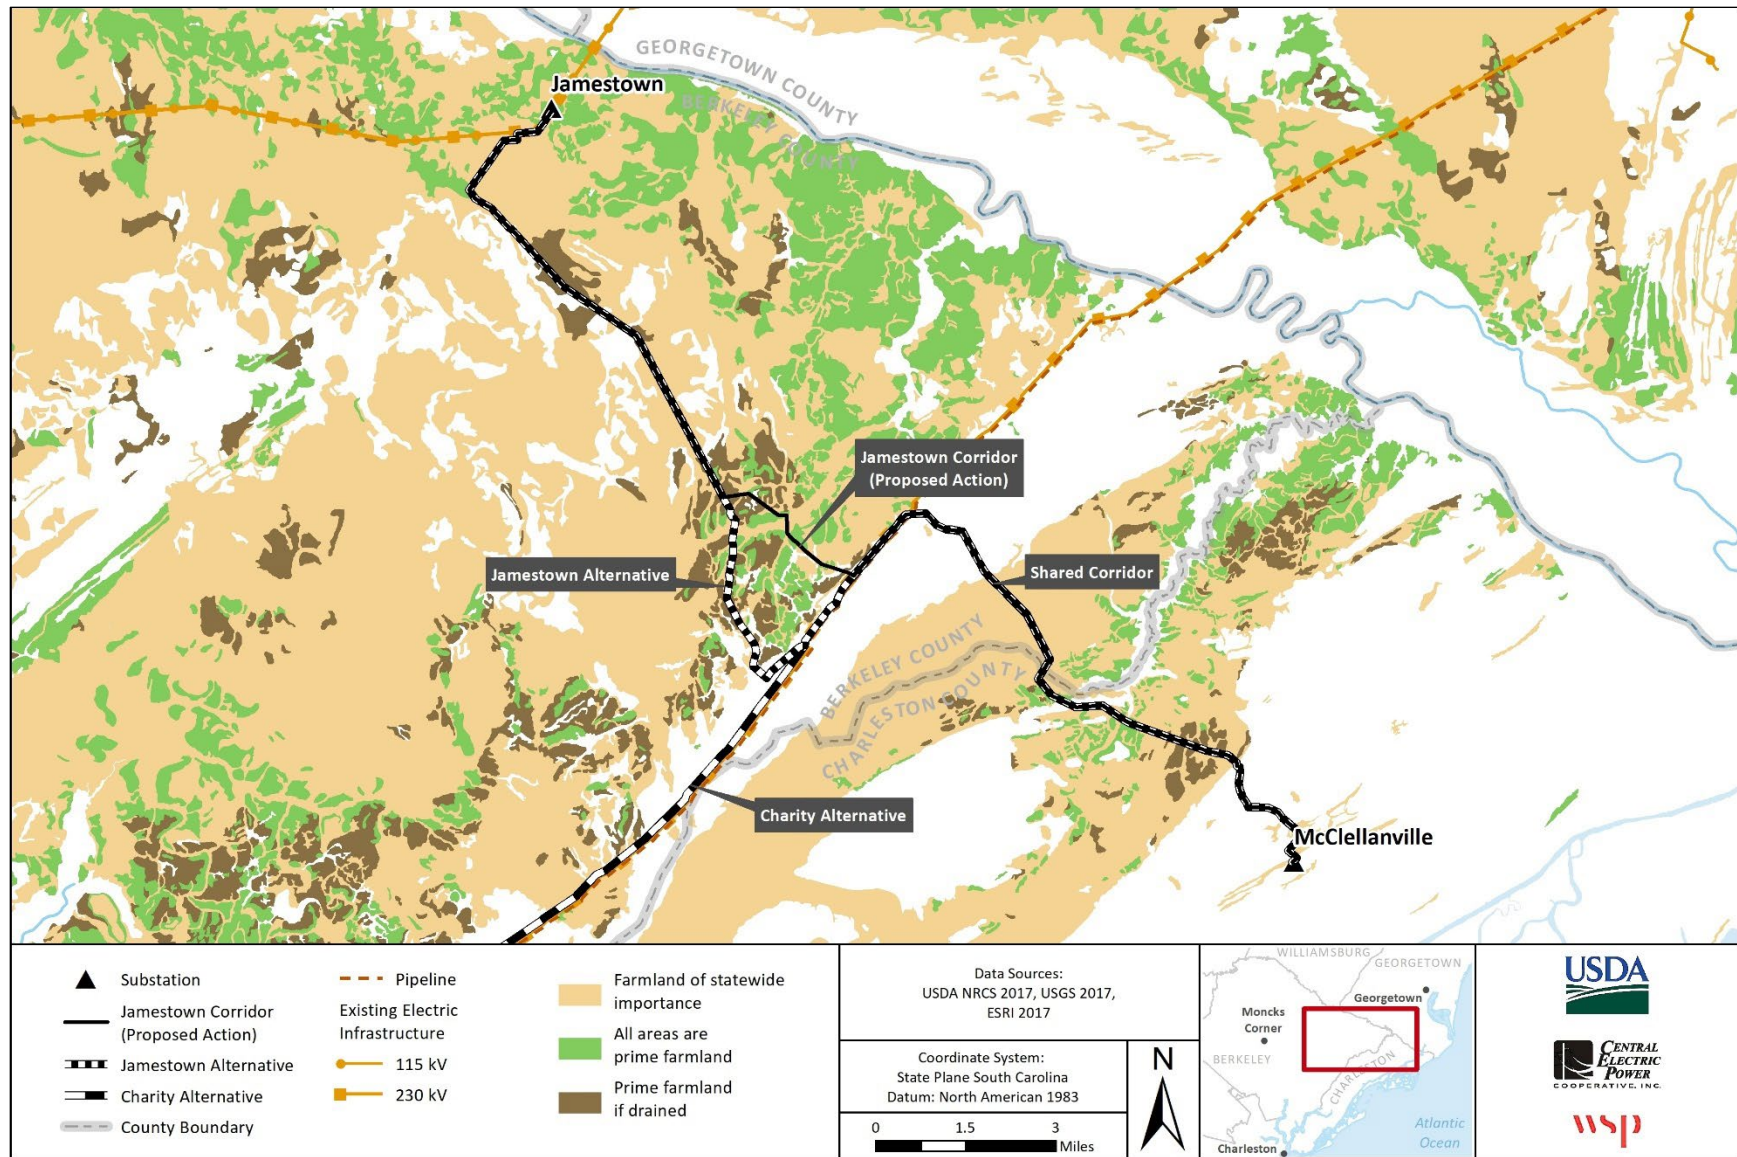 GEORGETOWN COUNTY
BERKELEY COUNTY
Jamestown
Jamestown Corridor
(Proposed Action)
Jamestown Alternative
Shared Corridor
BERKELEY COUNTY
CHARLESTON COUNTY
Charity Alternative
McClellanville
Substation
Jamestown Corridor
(Proposed Action)
Jamestown Alternative
Charity Alternative
County Boundary
Pipeline
Existing Electric
Infrastructure
115 kV
230 kV
Farmland of statewide
importance
All areas are
prime farmland
Prime farmland
if drained
Data Sources:
USDA NRCS 2017, USGS 2017,
ESRI 2017
Coordinate System:
State Plane South Carolina
Datum: North American 1983
0 1.5 3
Miles
N
WILLIAMSBURG
GEORGETOWN
Georgetown
Moncks
Corner
BERKELEY
CHARLESTON
Atlantic
Ocean
Charleston
USDA
CENTRAL
ELECTRIC
POWER
COOPERATIVE, INC.
wsp